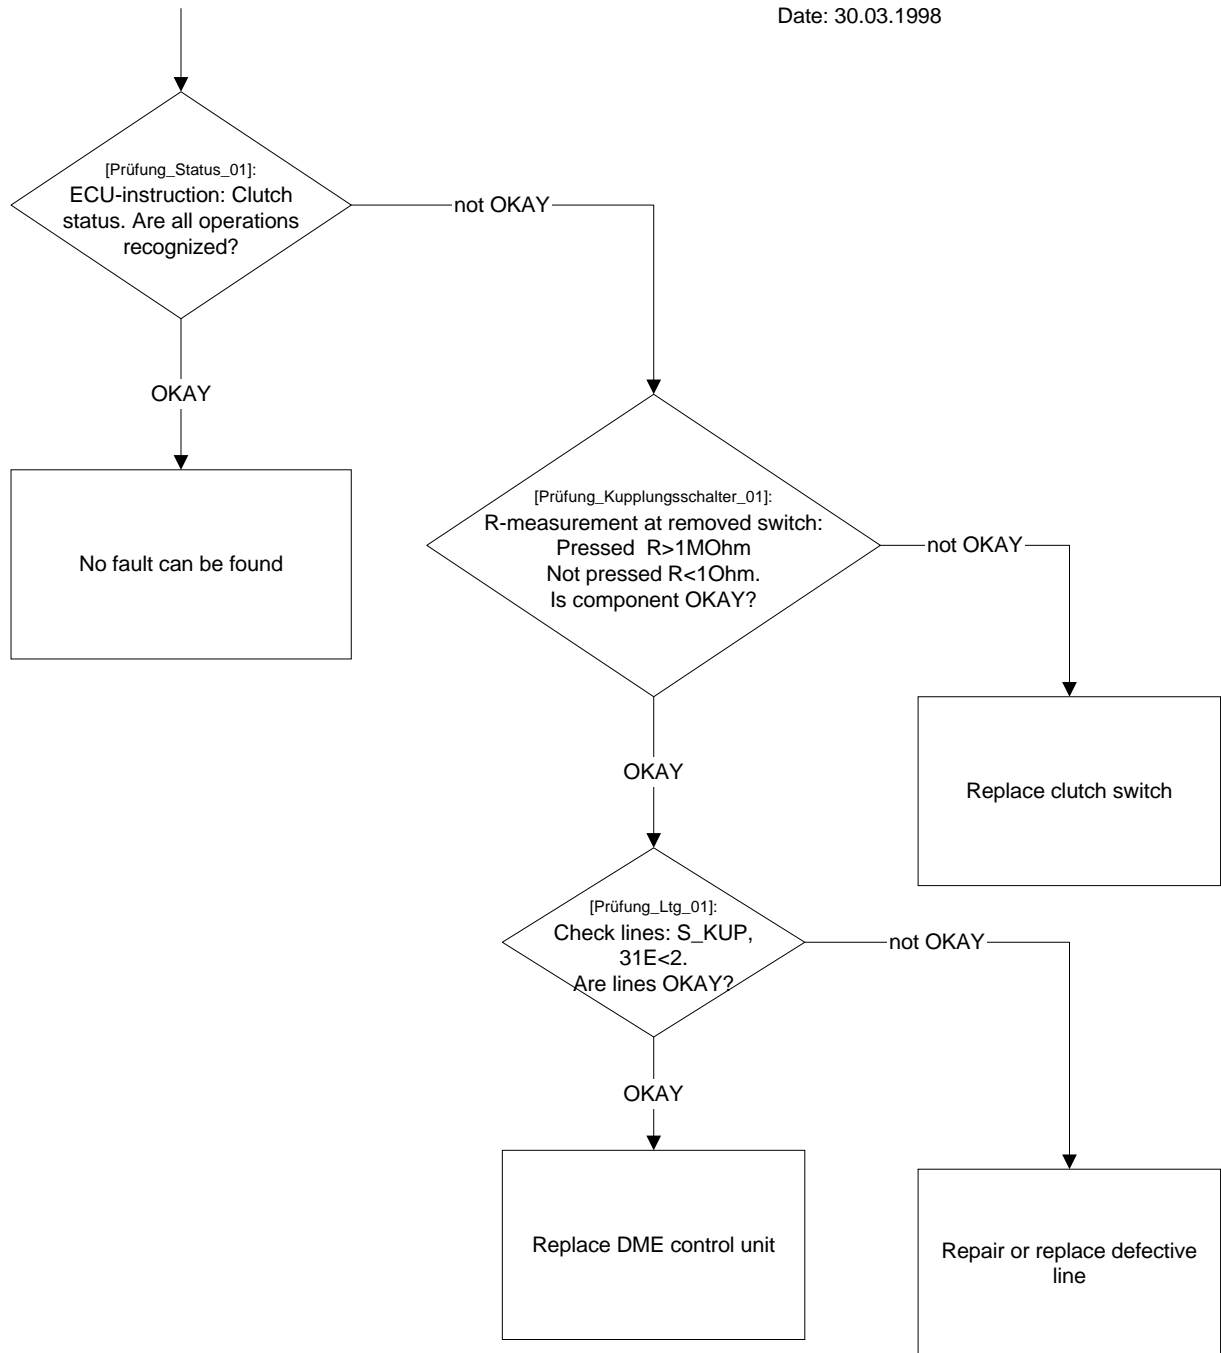 Date: 30.03.1998
[Prüfung_Status_01]:
ECU-instruction: Clutch
status. Are all operations
recognized?
not OKAY
OKAY
No fault can be found
[Prüfung_Kupplungsschalter_01]:
R-measurement at removed switch:
Pressed  R>1MOhm
Not pressed R<1Ohm.
Is component OKAY?
not OKAY
OKAY
Replace clutch switch
[Prüfung_Ltg_01]:
Check lines: S_KUP,
31E<2.
Are lines OKAY?
not OKAY
OKAY
Replace DME control unit
Repair or replace defective
line